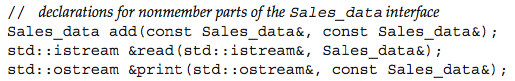 // declarations for nonmember parts of the Sales_data interface
Sales_data add(const Sales_data&, const Sales_data&);
std::istream &read(std::istream&, Sales_data&);
std::ostream &print(std::ostream&, const Sales_data&);